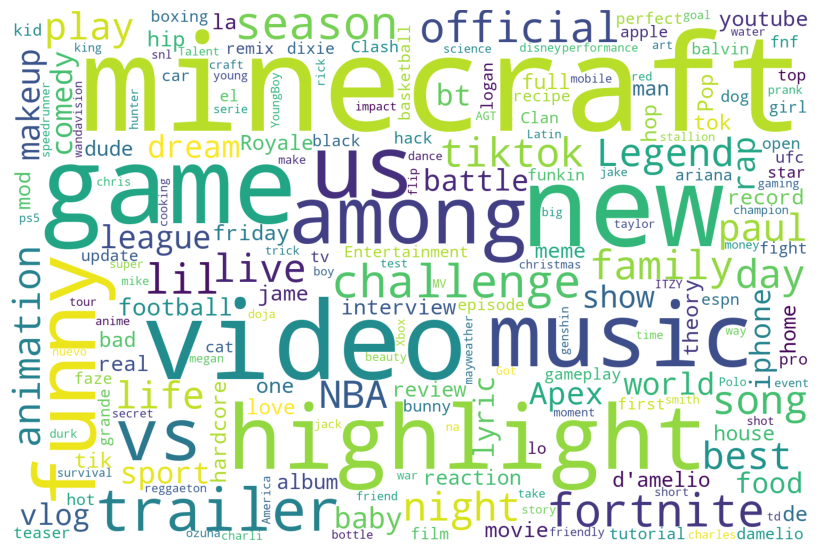 kid boxing la season official perfect goal youtube
play hip king Talent remix dixie Clash apple science disney performance art water fnf
minecraft
snl craft young rick car basketball balvin mobile red top
makeup comedy wandavision speedrunner hunter serie el YoungBoy impact bt logan full recipe man Pop dog prank girl
dude dream Royale black hack AGT Clan tok hop Latin stallion rap open ufc star
game us flip make dance battle tiktok Legend funkin jake ariana gaming
mod ps5 chris cooking among new big taylor record champion
league friday meme paul money fight
update trick tv Entertainment family day
super lil live boy test christmas challenge ITZY theory home
animation funny tour mike jame MV show espn
football doja interview episode iphone
anime video Xbox music genshin time way pro
nuevo bad cat megan beauty mayweather Got gameplay Polo event
real faze life one NBA review Apex world song
grande love bunny moment first smith shot
secret vs hardcore jack na highlight lyric lo house best
durk tik sport album reaction d'amelio food
survival hot reggaeton America war take short
trailer baby friend night story fortnite td de
vlog teaser ozuna charli bottle film movie friendly tutorial charles damelio